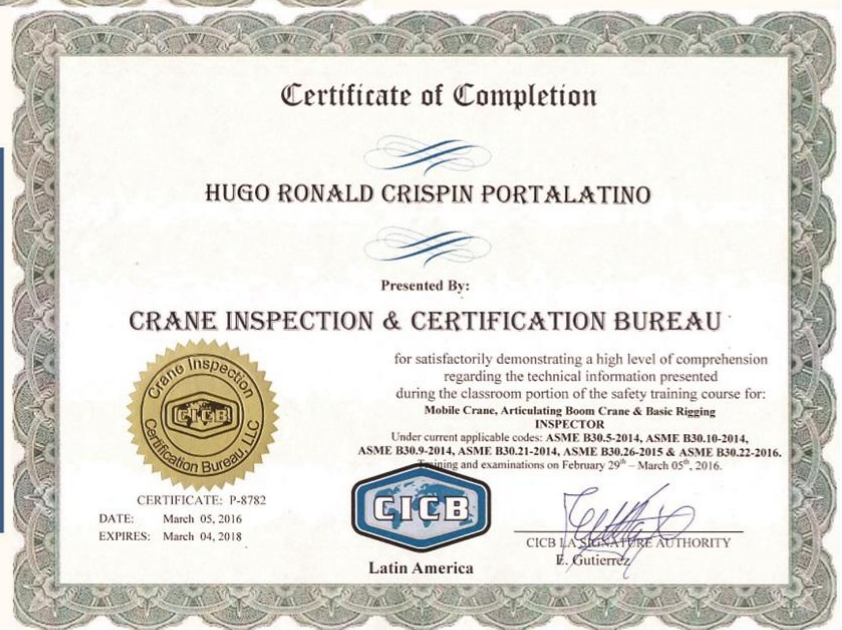 Certificate of Completion
HUGO RONALD CRISPIN PORTALATINO
Presented By:
CRANE INSPECTION & CERTIFICATION BUREAU
for satisfactorily demonstrating a high level of comprehension
regarding the technical information presented
during the classroom portion of the safety training course for:
Mobile Crane, Articulating Boom Crane & Basic Rigging
INSPECTOR
Under current applicable codes: ASME B30.5-2014, ASME B30.10-2014,
ASME B30.9-2014, ASME B30.21-2014, ASME B30.26-2015 & ASME B30.22-2016.
Training and examinations on February 29th – March 05th, 2016.
Crane Inspection
CICB
Certification Bureau, LLC
CERTIFICATE: P-8782
DATE: March 05, 2016
EXPIRES: March 04, 2018
CICB
Latin America
CICB LA SIGNATURE AUTHORITY
E. Gutierrez